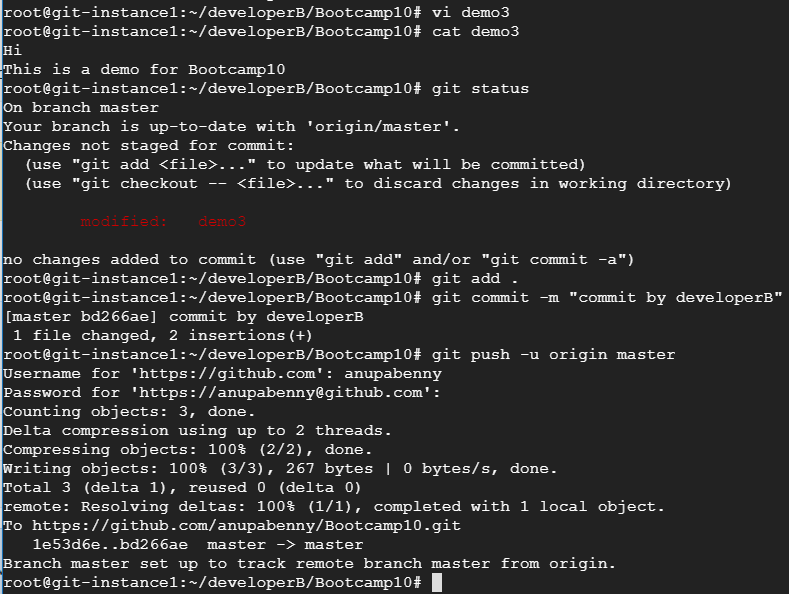 root@git-instance1:~/developerB/Bootcamp10# vi demo3
root@git-instance1:~/developerB/Bootcamp10# cat demo3
Hi
This is a demo for Bootcamp10
root@git-instance1:~/developerB/Bootcamp10# git status
On branch master
Your branch is up-to-date with 'origin/master'.
Changes not staged for commit:
  (use "git add <file>..." to update what will be committed)
  (use "git checkout -- <file>..." to discard changes in working directory)
        modified:   demo3
no changes added to commit (use "git add" and/or "git commit -a")
root@git-instance1:~/developerB/Bootcamp10# git add .
root@git-instance1:~/developerB/Bootcamp10# git commit -m "commit by developerB"
[master bd266ae] commit by developerB
 1 file changed, 2 insertions(+)
root@git-instance1:~/developerB/Bootcamp10# git push -u origin master
Username for 'https://github.com': anupabenny
Password for 'https://anupabenny@github.com':
Counting objects: 3, done.
Delta compression using up to 2 threads.
Compressing objects: 100% (2/2), done.
Writing objects: 100% (3/3), 267 bytes | 0 bytes/s, done.
Total 3 (delta 1), reused 0 (delta 0)
remote: Resolving deltas: 100% (1/1), completed with 1 local object.
To https://github.com/anupabenny/Bootcamp10.git
   1e53d6e..bd266ae  master -> master
Branch master set up to track remote branch master from origin.
root@git-instance1:~/developerB/Bootcamp10#